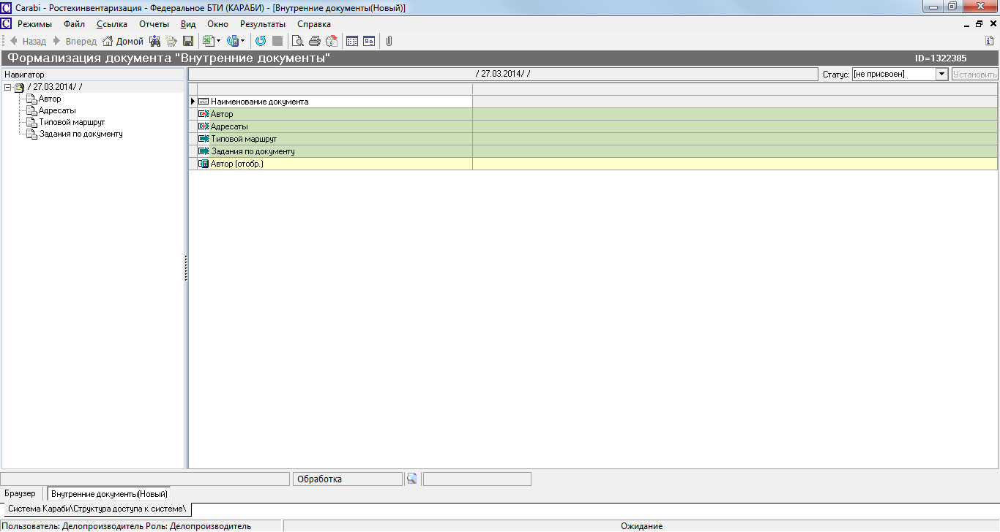 C Carabi - Ростехинвентаризация - Федеральное БТИ (КАРАБИ) - [Внутренние документы(Новый)]
C Режимы Файл Ссылка Отчеты Вид Окно Результаты Справка
Назад Вперед Домой
Формализация документа "Внутренние документы" ID=1322385
Навигатор
/ 27.03.2014/ /
Автор
Адресаты
Типовой маршрут
Задания по документу
/ 27.03.2014/ / Статус: [не присвоен] Установить
Наименование документа
Автор
Адресаты
Типовой маршрут
Задания по документу
Автор (отобр.)
Обработка
Браузер Внутренние документы(Новый)
Система Караби\Структура доступа к системе\
Пользователь: Делопроизводитель Роль: Делопроизводитель Ожидание